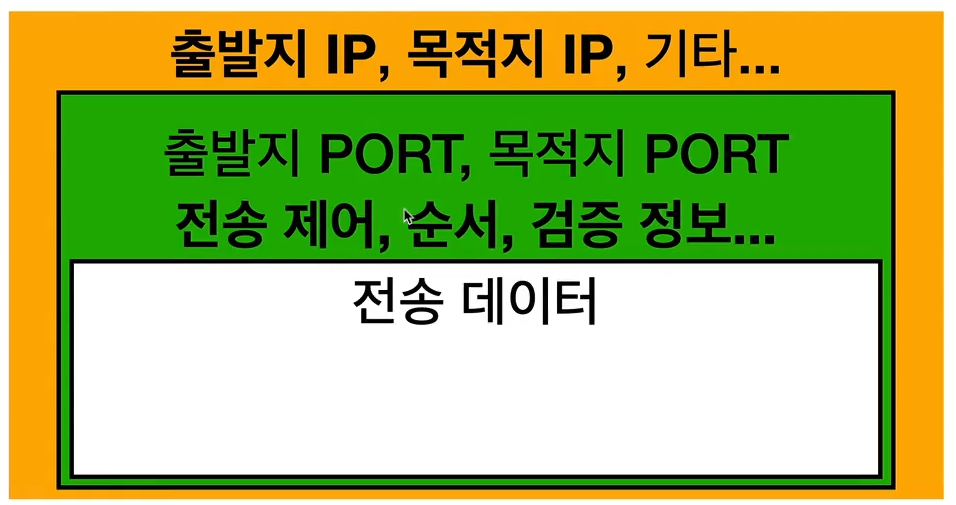 출발지 IP, 목적지 IP, 기타...
출발지 PORT, 목적지 PORT
전송 제어, 순서, 검증 정보...
전송 데이터